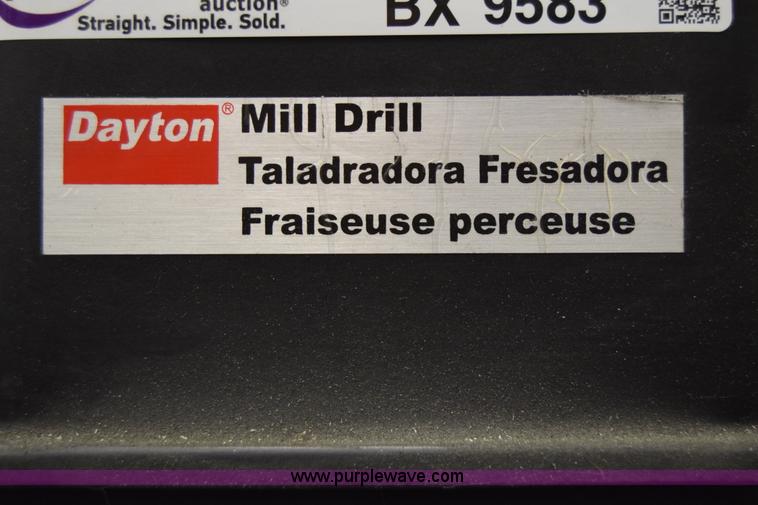 auction®
Straight. Simple. Sold.
BX 9583
Dayton®
Mill Drill
Taladradora Fresadora
Fraiseuse perceuse
www.purplewave.com